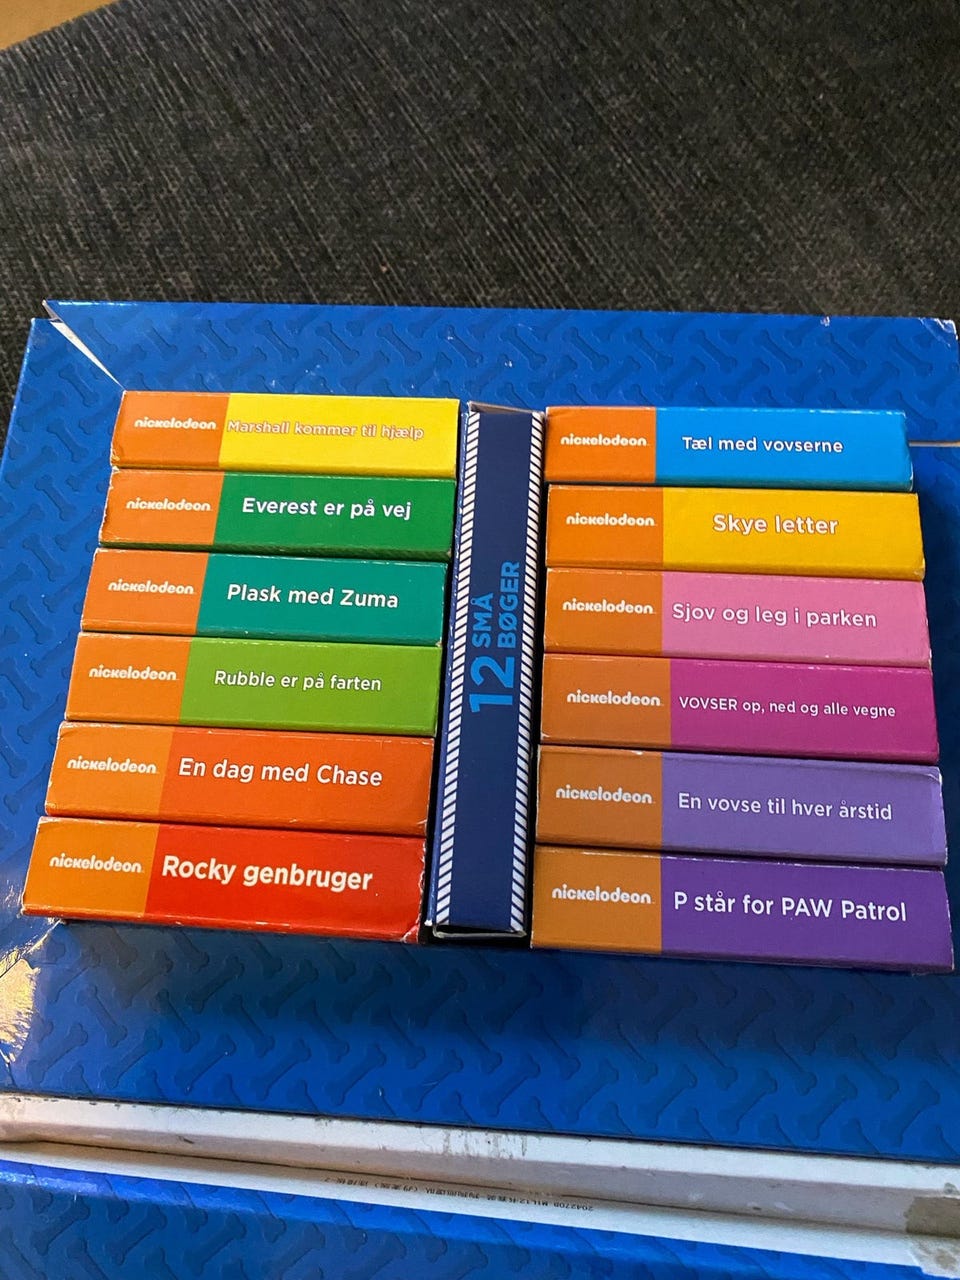 nickelodeon Marshall kommer til hjælp
nickelodeon Everest er på vej
nickelodeon Plask med Zuma
nickelodeon Rubble er på farten
nickelodeon En dag med Chase
nickelodeon Rocky genbruger
12 SMÅ
BØGER
nickelodeon Tæl med vovserne
nickelodeon Skye letter
nickelodeon Sjov og leg i parken
nickelodeon VOVSER op, ned og alle vegne
nickelodeon En vovse til hver årstid
nickelodeon P står for PAW Patrol